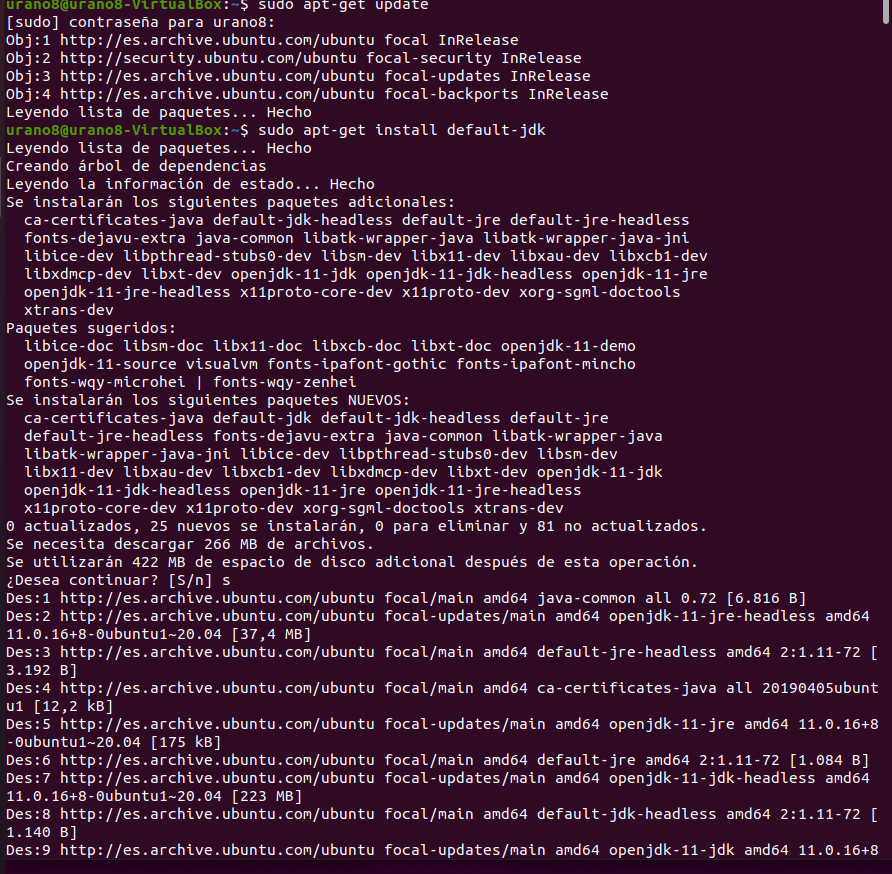 urano8@urano8-VirtualBox:~$ sudo apt-get update
[sudo] contraseña para urano8:
Obj:1 http://es.archive.ubuntu.com/ubuntu focal InRelease
Obj:2 http://security.ubuntu.com/ubuntu focal-security InRelease
Obj:3 http://es.archive.ubuntu.com/ubuntu focal-updates InRelease
Obj:4 http://es.archive.ubuntu.com/ubuntu focal-backports InRelease
Leyendo lista de paquetes... Hecho
urano8@urano8-VirtualBox:~$ sudo apt-get install default-jdk
Leyendo lista de paquetes... Hecho
Creando árbol de dependencias
Leyendo la información de estado... Hecho
Se instalarán los siguientes paquetes adicionales:
  ca-certificates-java default-jdk-headless default-jre default-jre-headless
  fonts-dejavu-extra java-common libatk-wrapper-java libatk-wrapper-java-jni
  libice-dev libpthread-stubs0-dev libsm-dev libx11-dev libxau-dev libxcb1-dev
  libxdmcp-dev libxt-dev openjdk-11-jdk openjdk-11-jdk-headless openjdk-11-jre
  openjdk-11-jre-headless x11proto-core-dev x11proto-dev xorg-sgml-doctools
  xtrans-dev
Paquetes sugeridos:
  libice-doc libsm-doc libx11-doc libxcb-doc libxt-doc openjdk-11-demo
  openjdk-11-source visualvm fonts-ipafont-gothic fonts-ipafont-mincho
  fonts-wqy-microhei | fonts-wqy-zenhei
Se instalarán los siguientes paquetes NUEVOS:
  ca-certificates-java default-jdk default-jdk-headless default-jre
  default-jre-headless fonts-dejavu-extra java-common libatk-wrapper-java
  libatk-wrapper-java-jni libice-dev libpthread-stubs0-dev libsm-dev
  libx11-dev libxau-dev libxcb1-dev libxdmcp-dev libxt-dev openjdk-11-jdk
  openjdk-11-jdk-headless openjdk-11-jre openjdk-11-jre-headless
  x11proto-core-dev x11proto-dev xorg-sgml-doctools xtrans-dev
0 actualizados, 25 nuevos se instalarán, 0 para eliminar y 81 no actualizados.
Se necesita descargar 266 MB de archivos.
Se utilizarán 422 MB de espacio de disco adicional después de esta operación.
¿Desea continuar? [S/n] s
Des:1 http://es.archive.ubuntu.com/ubuntu focal/main amd64 java-common all 0.72 [6.816 B]
Des:2 http://es.archive.ubuntu.com/ubuntu focal-updates/main amd64 openjdk-11-jre-headless amd64
11.0.16+8-0ubuntu1~20.04 [37,4 MB]
Des:3 http://es.archive.ubuntu.com/ubuntu focal/main amd64 default-jre-headless amd64 2:1.11-72 [
3.192 B]
Des:4 http://es.archive.ubuntu.com/ubuntu focal/main amd64 ca-certificates-java all 20190405ubunt
u1 [12,2 kB]
Des:5 http://es.archive.ubuntu.com/ubuntu focal-updates/main amd64 openjdk-11-jre amd64 11.0.16+8
-0ubuntu1~20.04 [175 kB]
Des:6 http://es.archive.ubuntu.com/ubuntu focal/main amd64 default-jre amd64 2:1.11-72 [1.084 B]
Des:7 http://es.archive.ubuntu.com/ubuntu focal-updates/main amd64 openjdk-11-jdk-headless amd64
11.0.16+8-0ubuntu1~20.04 [223 MB]
Des:8 http://es.archive.ubuntu.com/ubuntu focal/main amd64 default-jdk-headless amd64 2:1.11-72 [
1.140 B]
Des:9 http://es.archive.ubuntu.com/ubuntu focal-updates/main amd64 openjdk-11-jdk amd64 11.0.16+8